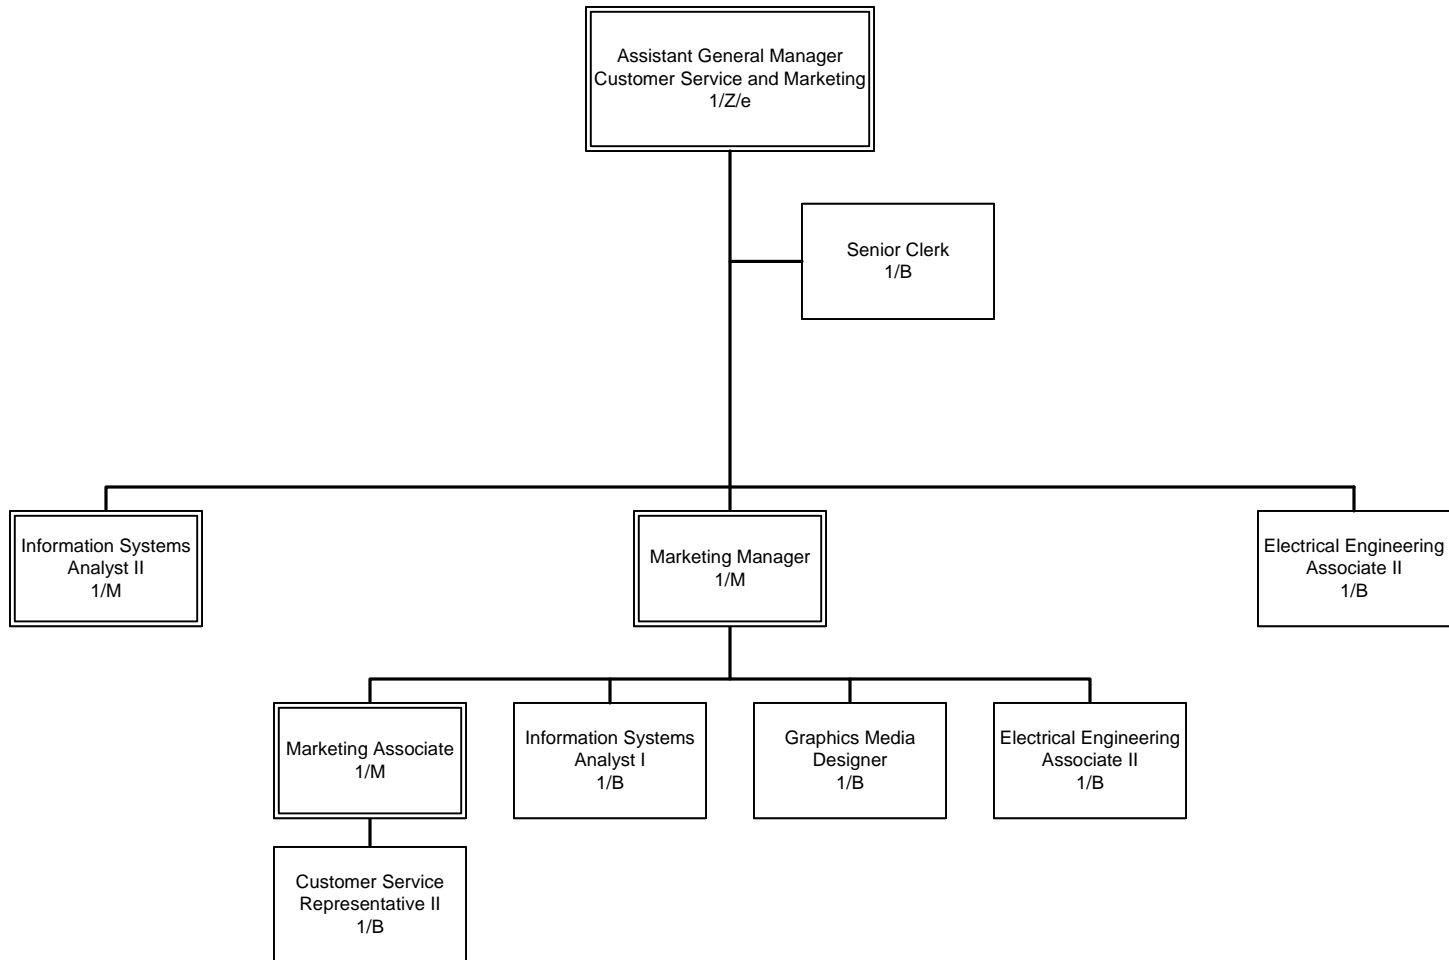 Assistant General Manager
Customer Service and Marketing
1/Z/e
Senior Clerk
1/B
Information Systems
Analyst II
1/M
Marketing Manager
1/M
Electrical Engineering
Associate II
1/B
Marketing Associate
1/M
Information Systems
Analyst I
1/B
Graphics Media
Designer
1/B
Electrical Engineering
Associate II
1/B
Customer Service
Representative II
1/B